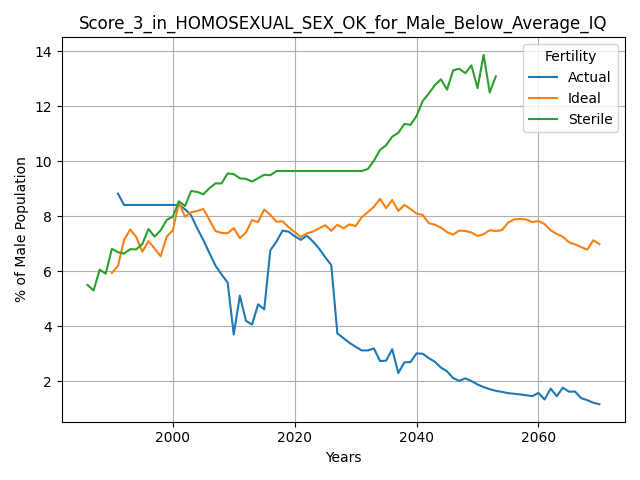 Score_3_in_HOMOSEXUAL_SEX_OK_for_Male_Below_Average_IQ
Fertility
Actual
Ideal
Sterile
% of Male Population
14
12
10
8
6
4
2
2000 2020 2040 2060
Years